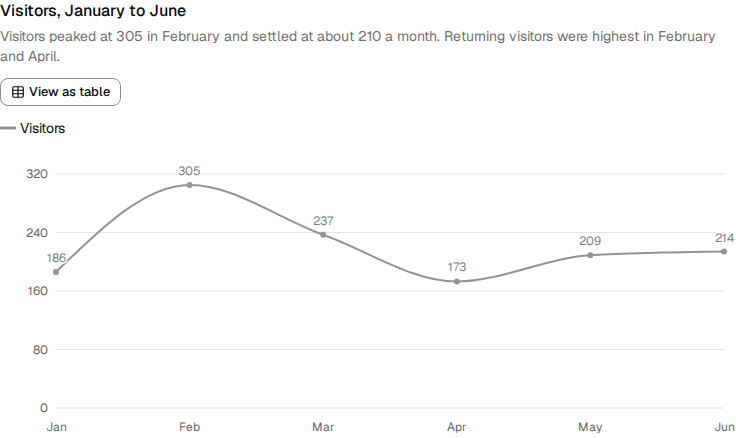 Visitors, January to June
Visitors peaked at 305 in February and settled at about 210 a month. Returning visitors were highest in February
and April.
View as table
Visitors
320
240
160
80
0
186
305
237
173
209
214
Jan
Feb
Mar
Apr
May
Jun